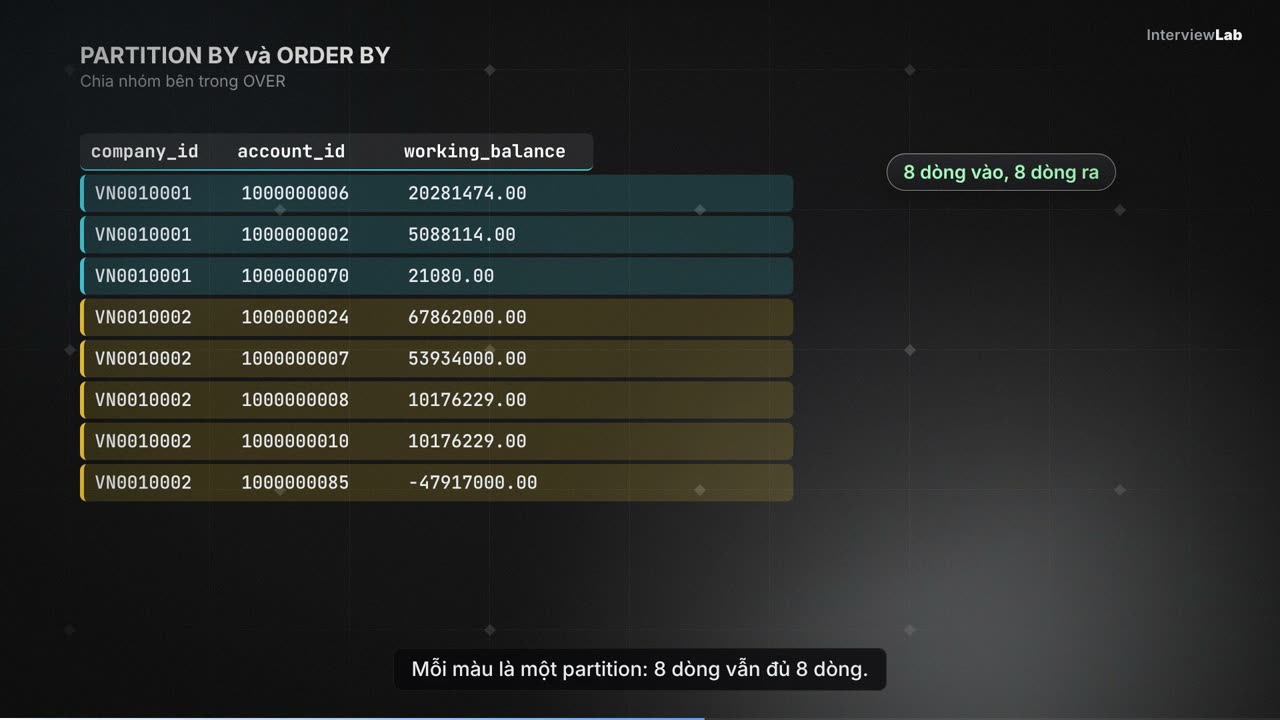 PARTITION BY và ORDER BY
Chia nhóm bên trong OVER
InterviewLab
company_id account_id working_balance
VN0010001 1000000006 20281474.00
VN0010001 1000000002 5088114.00
VN0010001 1000000070 21080.00
VN0010002 1000000024 67862000.00
VN0010002 1000000007 53934000.00
VN0010002 1000000008 10176229.00
VN0010002 1000000010 10176229.00
VN0010002 1000000085 -47917000.00
8 dòng vào, 8 dòng ra
Mỗi màu là một partition: 8 dòng vẫn đủ 8 dòng.